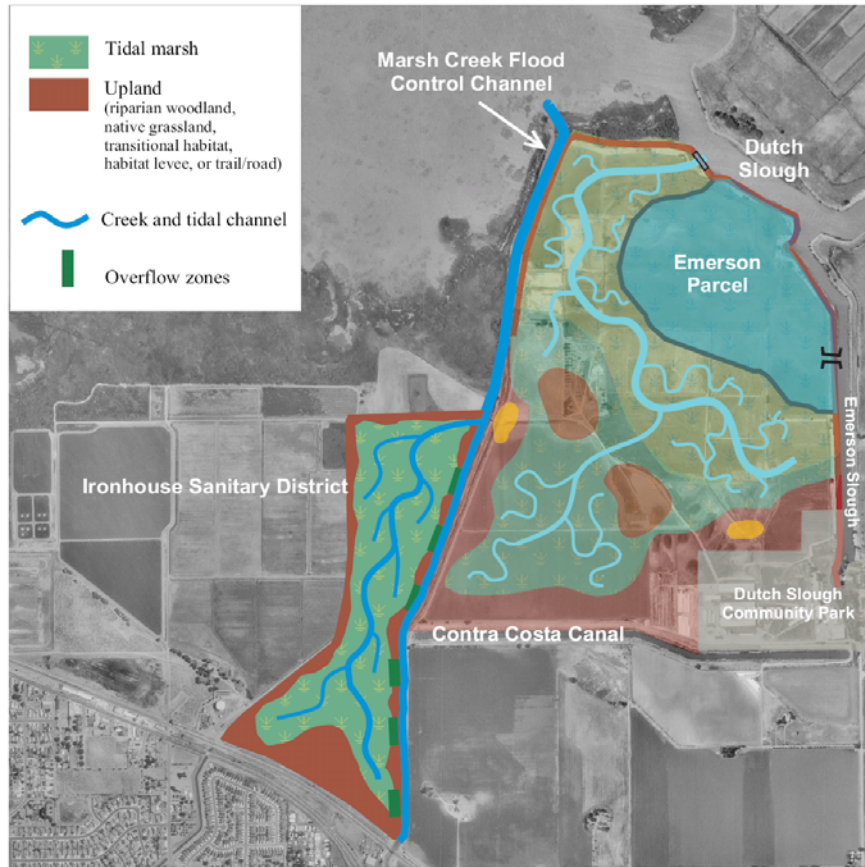 Tidal marsh
Upland
(riparian woodland,
native grassland,
transitional habitat,
habitat levee, or trail/road)
Creek and tidal channel
Overflow zones
Marsh Creek Flood
Control Channel
Dutch
Slough
Emerson
Parcel
Emerson Slough
Ironhouse Sanitary District
Dutch Slough
Community Park
Contra Costa Canal